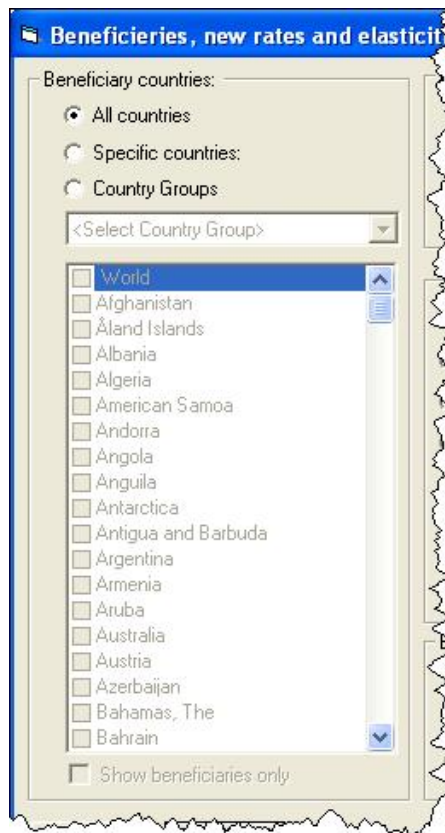 Beneficieries, new rates and elasticit
Beneficiary countries:
All countries
Specific countries:
Country Groups
<Select Country Group>
World
Afghanistan
Åland Islands
Albania
Algeria
American Samoa
Andorra
Angola
Anguila
Antarctica
Antigua and Barbuda
Argentina
Armenia
Aruba
Australia
Austria
Azerbaijan
Bahamas, The
Bahrain
Show beneficiaries only